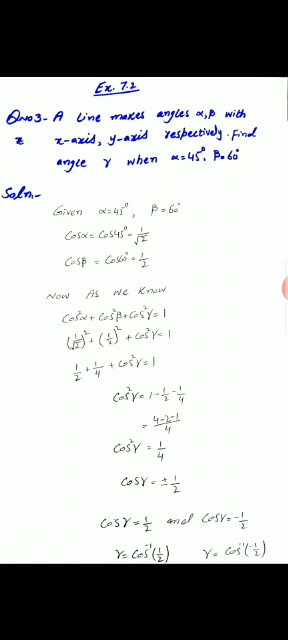 Ex. 7.2
Qno3- A Line makes angles α,β with
x-axis, y-axis respectively. Find
angle γ when α=45°, β=60°
Soln-
Given α=45°, β=60°
Cosα = Cos45° = 1/√2
Cosβ = Cos60° = 1/2
Now As we know
Cos²α + Cos²β + Cos²γ = 1
(1/√2)² + (1/2)² + Cos²γ = 1
1/2 + 1/4 + Cos²γ = 1
Cos²γ = 1 - 1/2 - 1/4
= 4-2-1/4
Cos²γ = 1/4
Cosγ = ± 1/2
Cosγ = 1/2 and Cosγ = -1/2
γ = Cos⁻¹(1/2) γ = Cos⁻¹(-1/2)